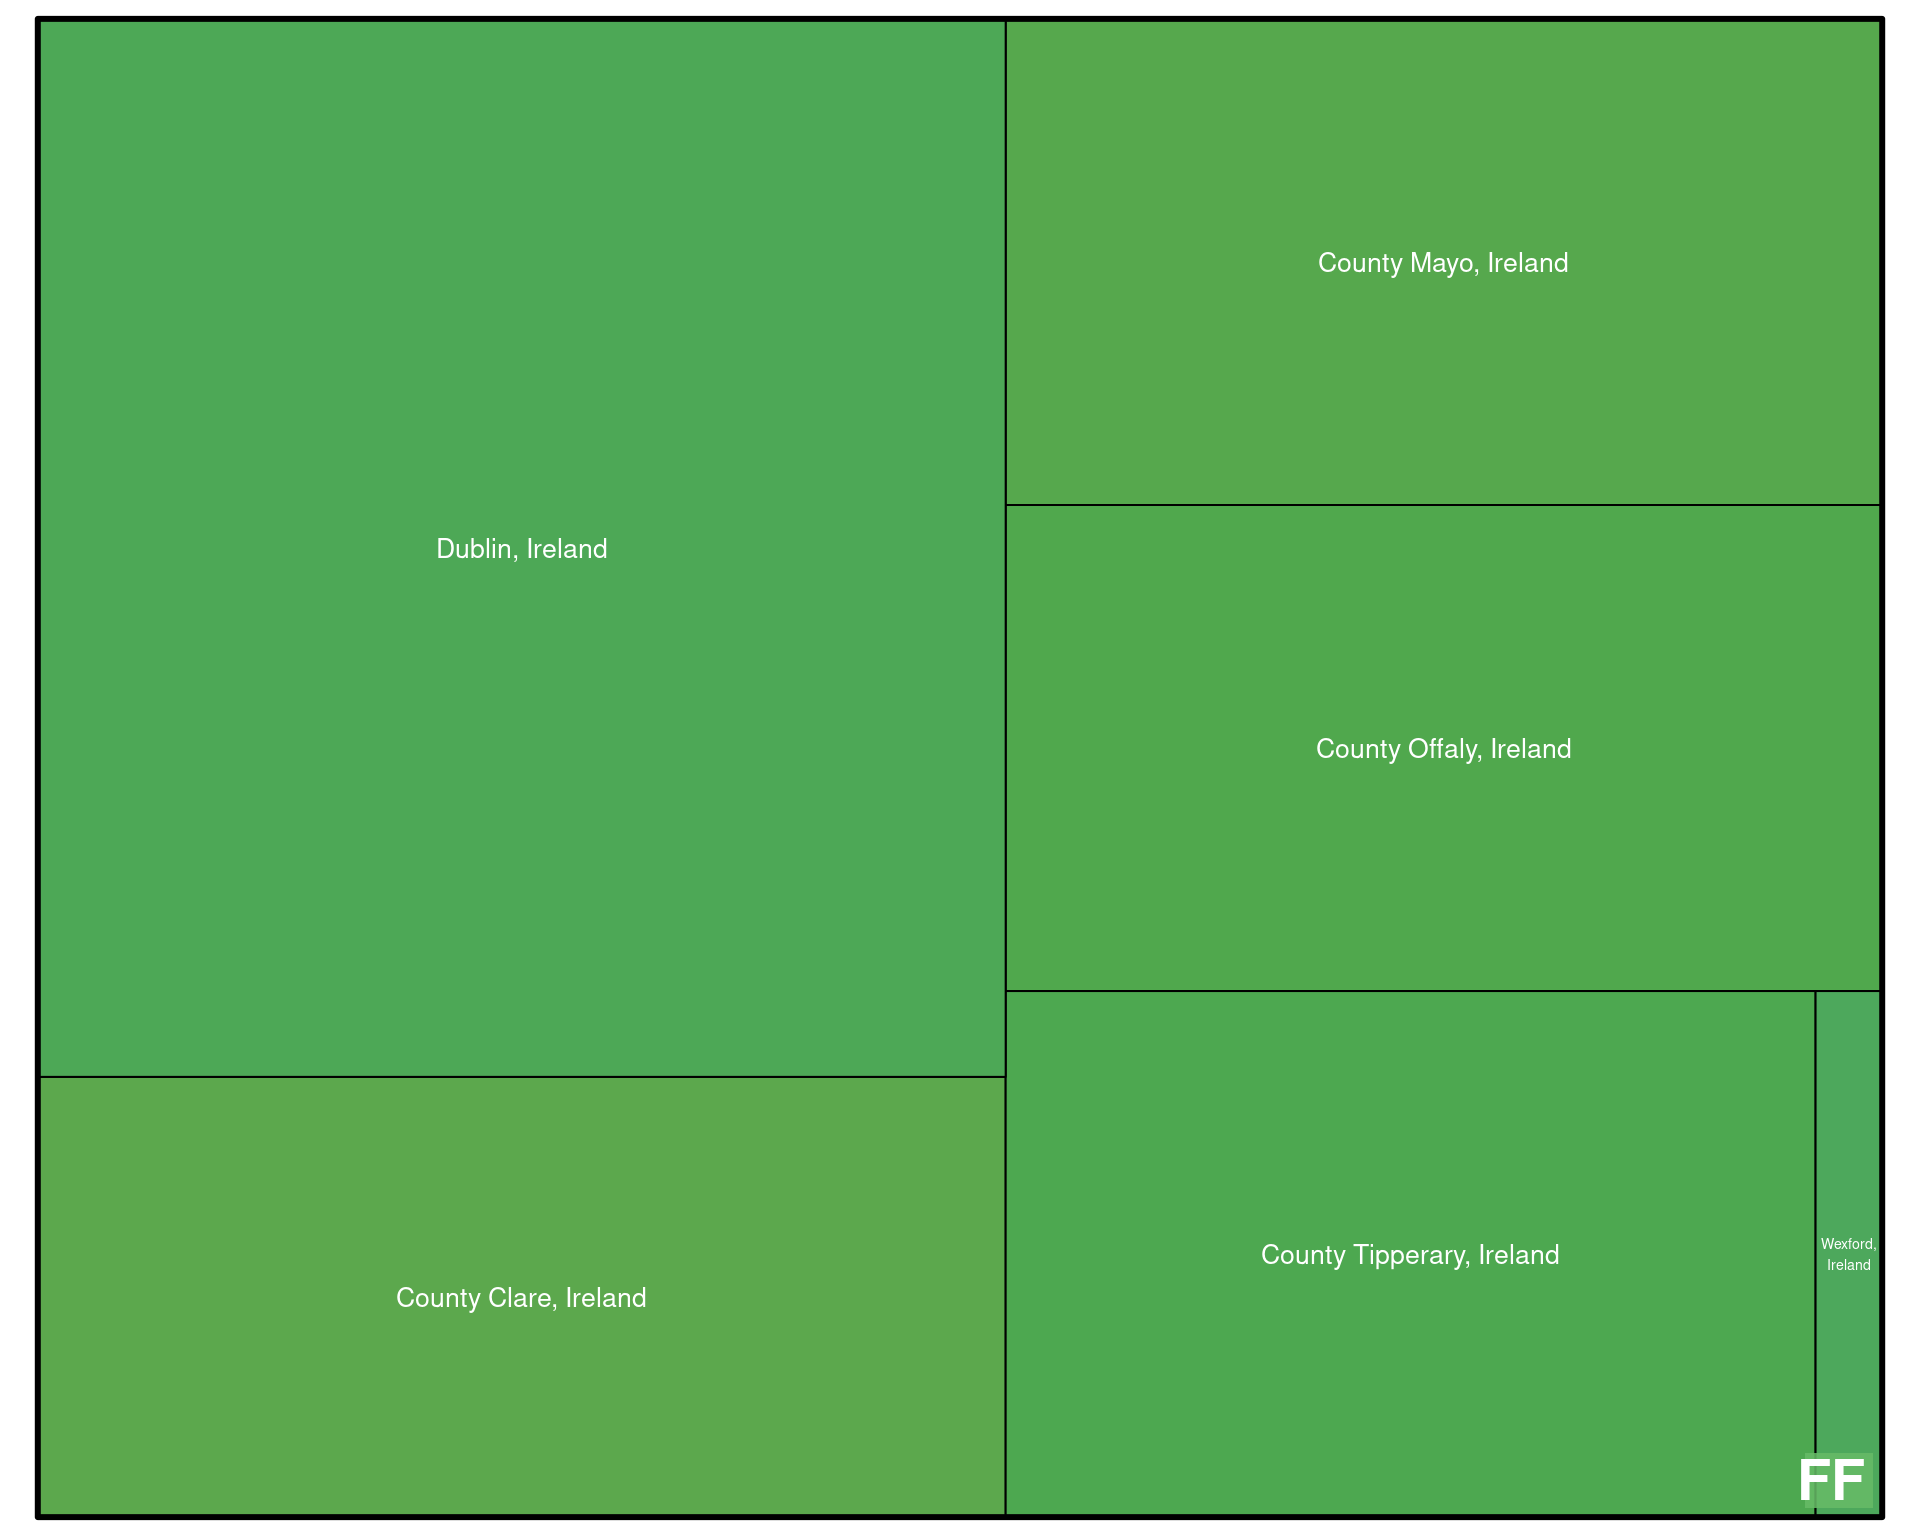 Dublin, Ireland
County Clare, Ireland
County Mayo, Ireland
County Offaly, Ireland
County Tipperary, Ireland
Wexford,
Ireland
FF